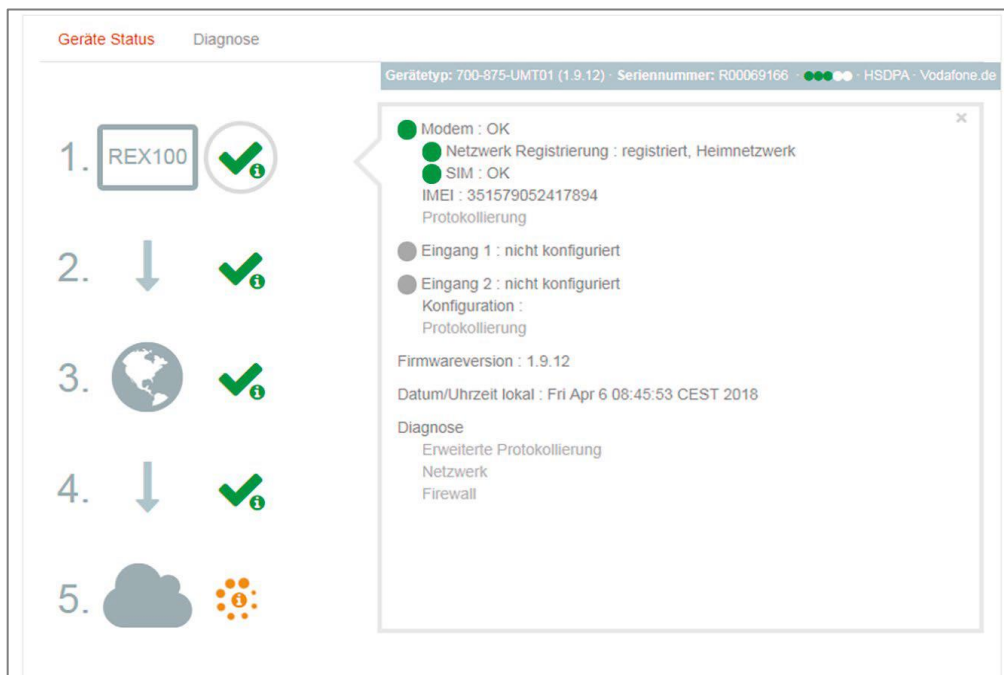 Geräte Status Diagnose
Gerätetyp: 700-875-UMT01 (1.9.12) · Seriennummer: R00069166 · HSDPA · Vodafone.de
1. REX100
2.
3.
4.
5.
×
Modem : OK
Netzwerk Registrierung : registriert, Heimnetzwerk
SIM : OK
IMEI : 351579052417894
Protokollierung
Eingang 1 : nicht konfiguriert
Eingang 2 : nicht konfiguriert
Konfiguration :
Protokollierung
Firmwareversion : 1.9.12
Datum/Uhrzeit lokal : Fri Apr 6 08:45:53 CEST 2018
Diagnose
Erweiterte Protokollierung
Netzwerk
Firewall